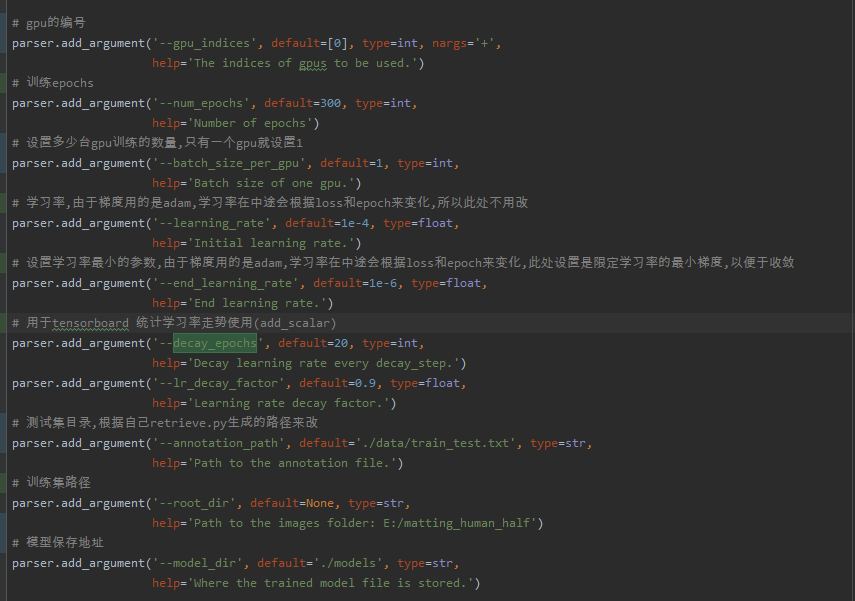 # gpu的编号
parser.add_argument('--gpu_indices', default=[0], type=int, nargs='+',
help='The indices of gpus to be used.')
# 训练epochs
parser.add_argument('--num_epochs', default=300, type=int,
help='Number of epochs')
# 设置多少台gpu训练的数量,只有一个gpu就设置1
parser.add_argument('--batch_size_per_gpu', default=1, type=int,
help='Batch size of one gpu.')
# 学习率,由于梯度用的是adam,学习率在中途会根据loss和epoch来变化,所以此处不用改
parser.add_argument('--learning_rate', default=1e-4, type=float,
help='Initial learning rate.')
# 设置学习率最小的参数,由于梯度用的是adam,学习率在中途会根据loss和epoch来变化,此处设置是限定学习率的最小梯度,以便于收敛
parser.add_argument('--end_learning_rate', default=1e-6, type=float,
help='End learning rate.')
# 用于tensorboard 统计学习率走势使用(add_scalar)
parser.add_argument('--decay_epochs', default=20, type=int,
help='Decay learning rate every decay_step.')
parser.add_argument('--lr_decay_factor', default=0.9, type=float,
help='Learning rate decay factor.')
# 测试集目录,根据自己retrieve.py生成的路径来改
parser.add_argument('--annotation_path', default='./data/train_test.txt', type=str,
help='Path to the annotation file.')
# 训练集路径
parser.add_argument('--root_dir', default=None, type=str,
help='Path to the images folder: E:/matting_human_half')
# 模型保存地址
parser.add_argument('--model_dir', default='./models', type=str,
help='Where the trained model file is stored.')